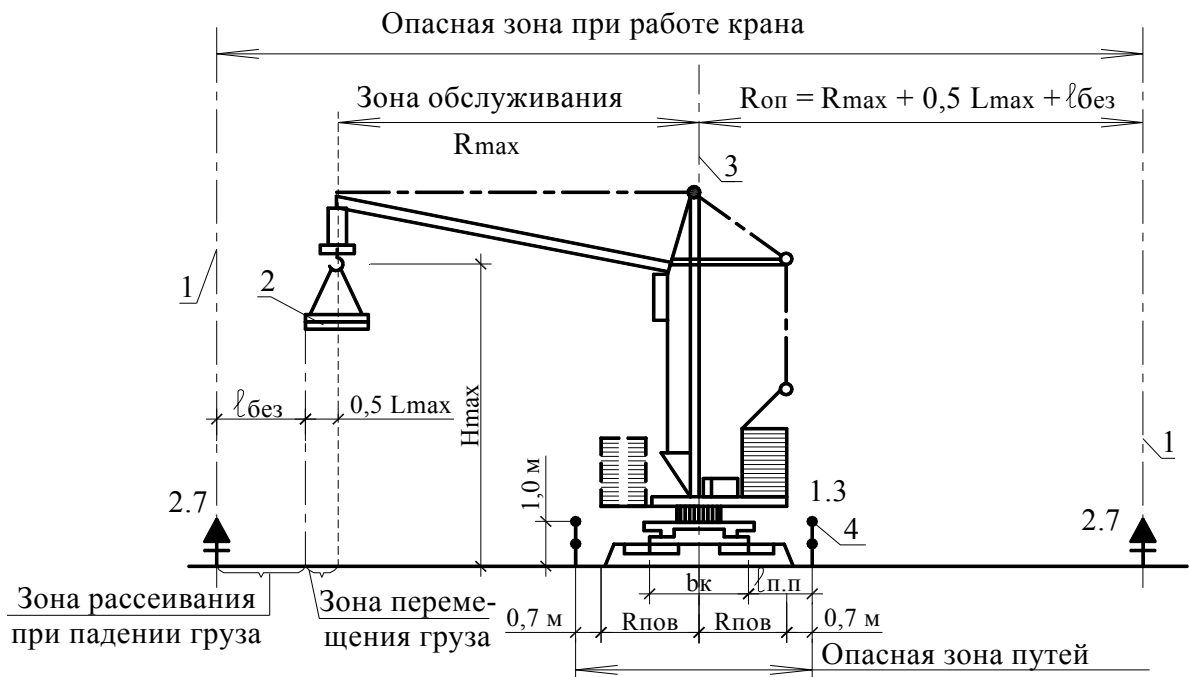 Опасная зона при работе крана
Зона обслуживания
Rоп = Rmax + 0,5 Lmax + ℓбез
Rmax
3
1
2
ℓбез
0,5 Lmax
Hmax
1
1,0 м
2.7
1.3
4
2.7
Зона рассеивания
при падении груза
Зона переме-
щения груза
bк
ℓп.п
0,7 м
Rпов
Rпов
0,7 м
Опасная зона путей